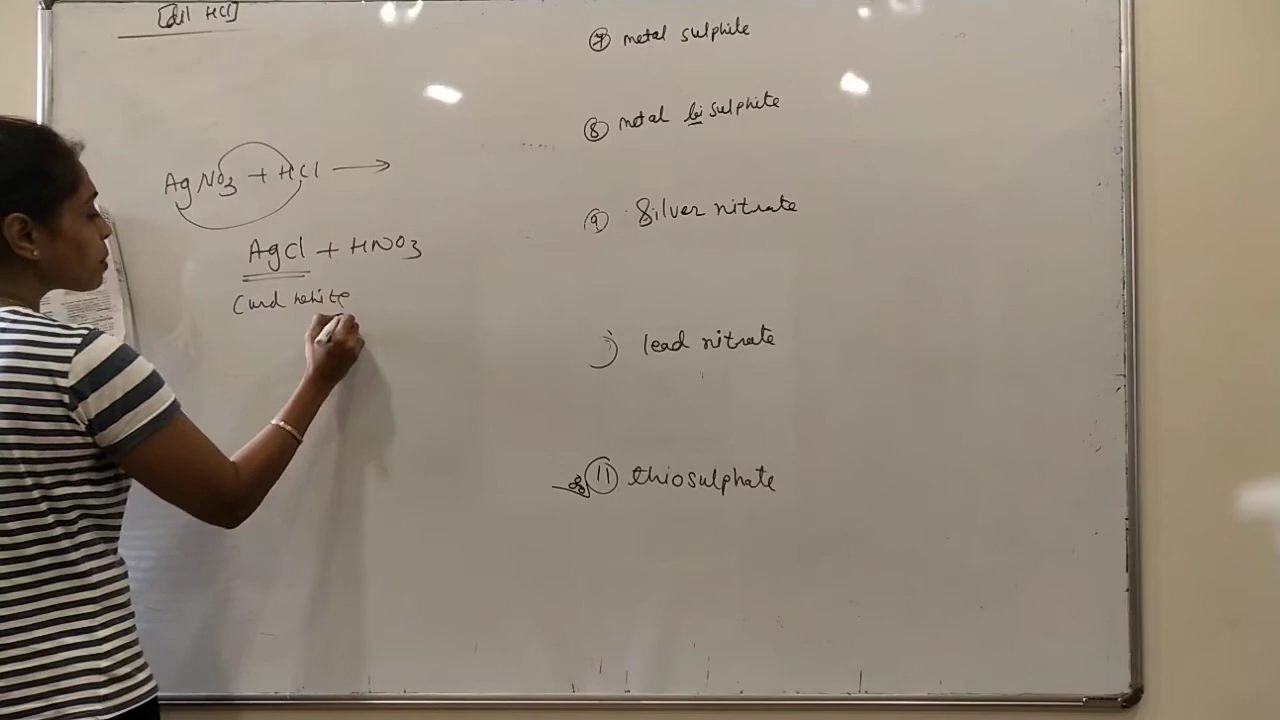 [dil HCl]
AgNO3 + HCl →
AgCl + HNO3
Curd white
⑦ metal sulphite
⑧ metal bisulphite
⑨ Silver nitrate
lead nitrate
⑪ thiosulphate